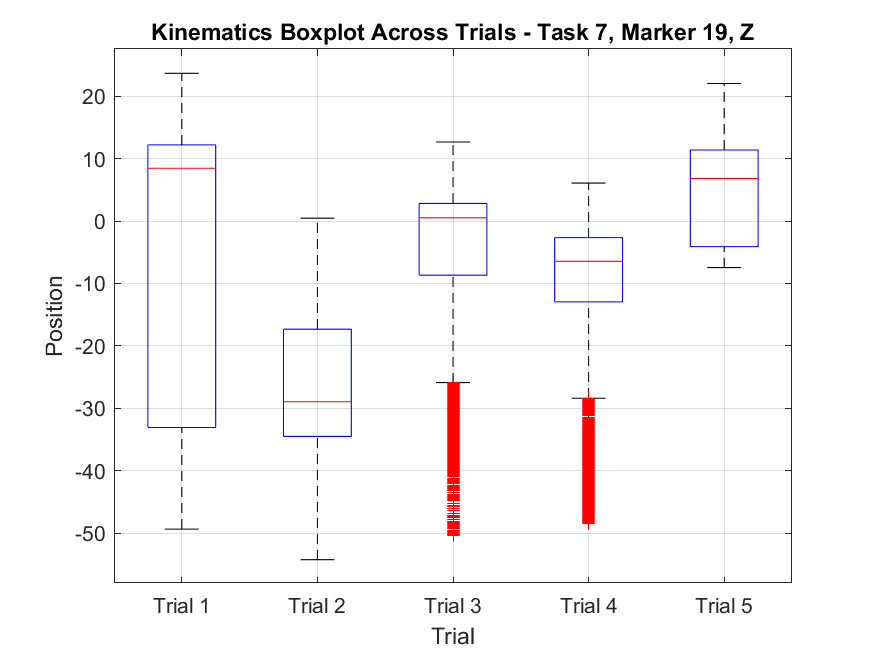 Kinematics Boxplot Across Trials - Task 7, Marker 19, Z
20
10
0
-10
-20
-30
-40
-50
Position
Trial 1 Trial 2 Trial 3 Trial 4 Trial 5
Trial